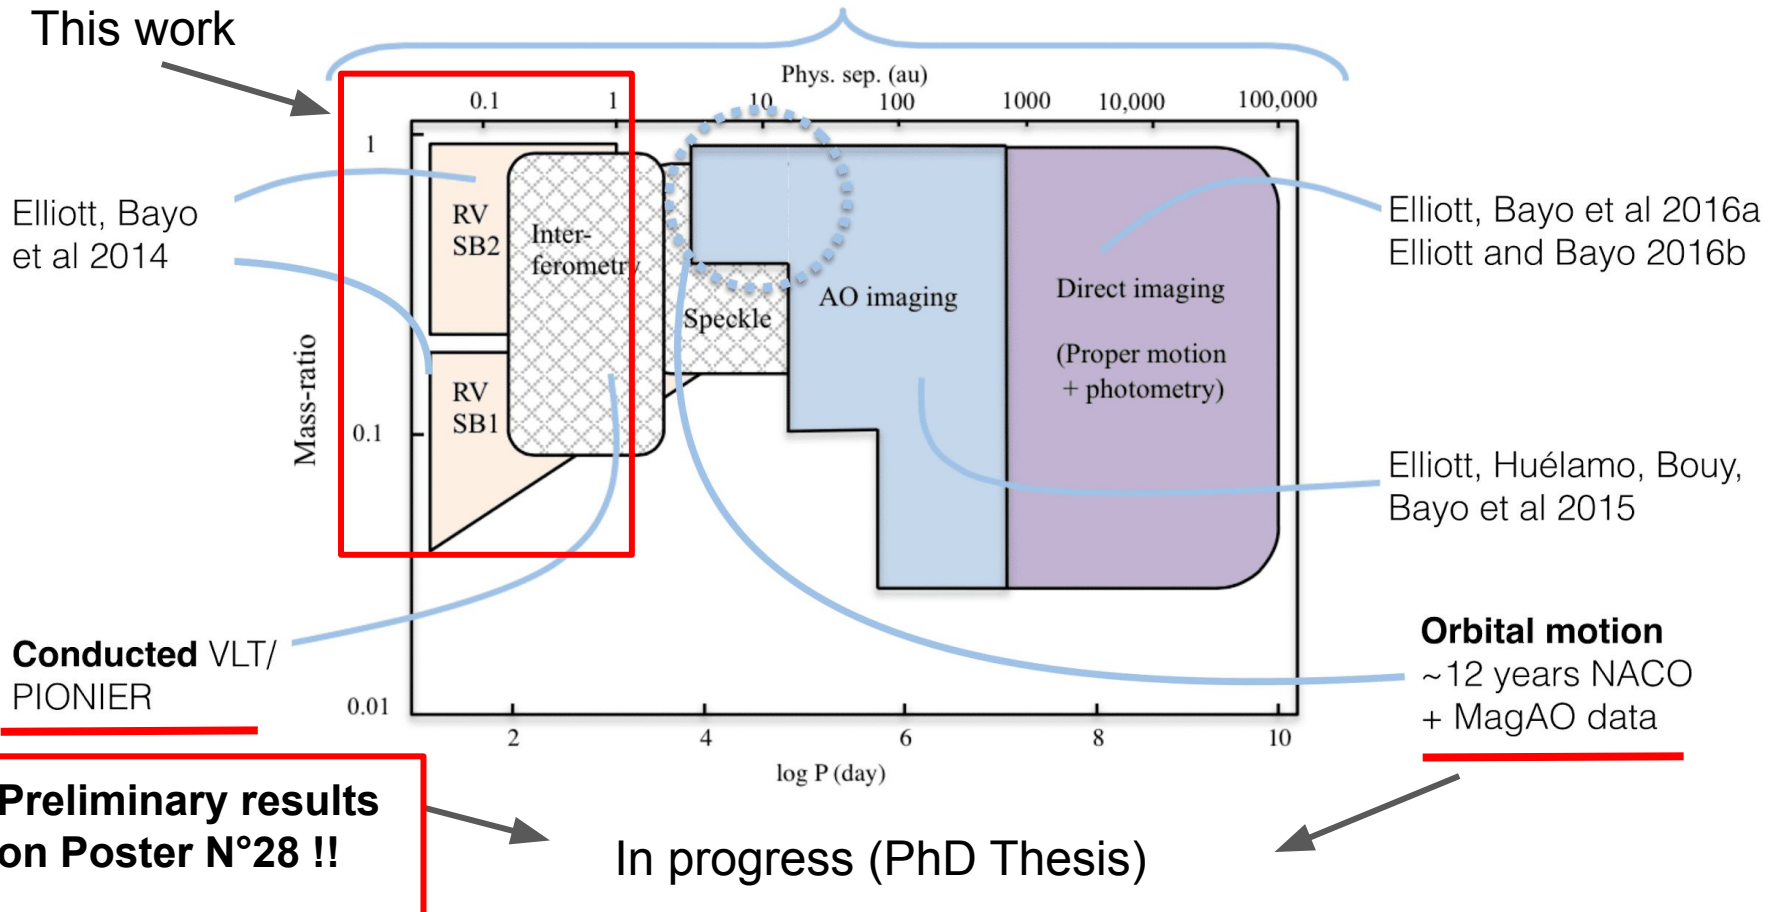 This work
Phys. sep. (au)
0.1 1 10 100 1000 10,000 100,000
1
Elliott, Bayo
et al 2014
RV
SB2
Inter-
ferometry
Speckle
AO imaging
Direct imaging
(Proper motion
+ photometry)
Elliott, Bayo et al 2016a
Elliott and Bayo 2016b
Mass-ratio
RV
SB1
0.1
Elliott, Huélamo, Bouy,
Bayo et al 2015
Conducted VLT/
PIONIER
Orbital motion
~12 years NACO
+ MagAO data
0.01
2 4 6 8 10
log P (day)
Preliminary results
on Poster N°28 !!
In progress (PhD Thesis)